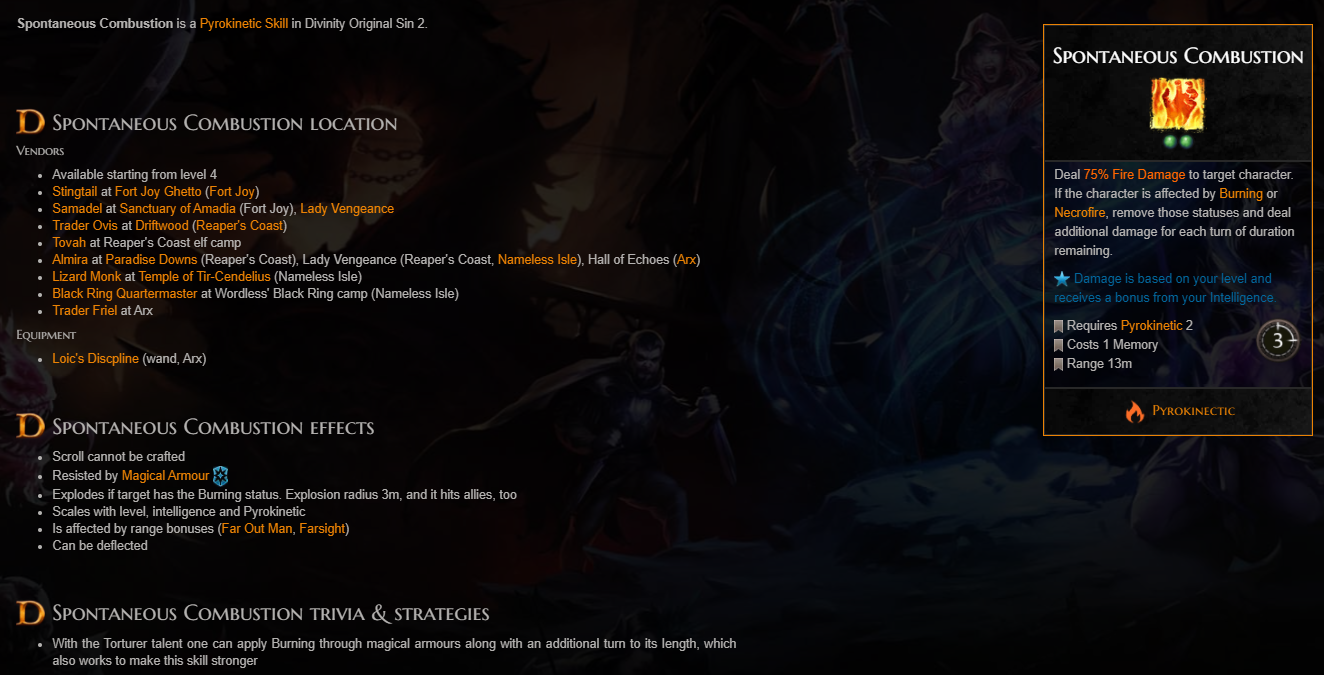 Spontaneous Combustion is a Pyrokinetic Skill in Divinity Original Sin 2.
Spontaneous Combustion location
Vendors
Available starting from level 4
Stingtail at Fort Joy Ghetto (Fort Joy)
Samadel at Sanctuary of Amadia (Fort Joy), Lady Vengeance
Trader Ovis at Driftwood (Reaper's Coast)
Tovah at Reaper's Coast elf camp
Almira at Paradise Downs (Reaper's Coast), Lady Vengeance (Reaper's Coast, Nameless Isle), Hall of Echoes (Arx)
Lizard Monk at Temple of Tir-Cendelius (Nameless Isle)
Black Ring Quartermaster at Wordless' Black Ring camp (Nameless Isle)
Trader Friel at Arx
Equipment
Loic's Discpline (wand, Arx)
Spontaneous Combustion effects
Scroll cannot be crafted
Resisted by Magical Armour
Explodes if target has the Burning status. Explosion radius 3m, and it hits allies, too
Scales with level, intelligence and Pyrokinetic
Is affected by range bonuses (Far Out Man, Farsight)
Can be deflected
Spontaneous Combustion trivia & strategies
With the Torturer talent one can apply Burning through magical armours along with an additional turn to its length, which
also works to make this skill stronger
Spontaneous Combustion
Deal 75% Fire Damage to target character.
If the character is affected by Burning or
Necrofire, remove those statuses and deal
additional damage for each turn of duration
remaining.
Damage is based on your level and
receives a bonus from your Intelligence.
Requires Pyrokinetic 2
Costs 1 Memory
Range 13m
3
Pyrokinectic